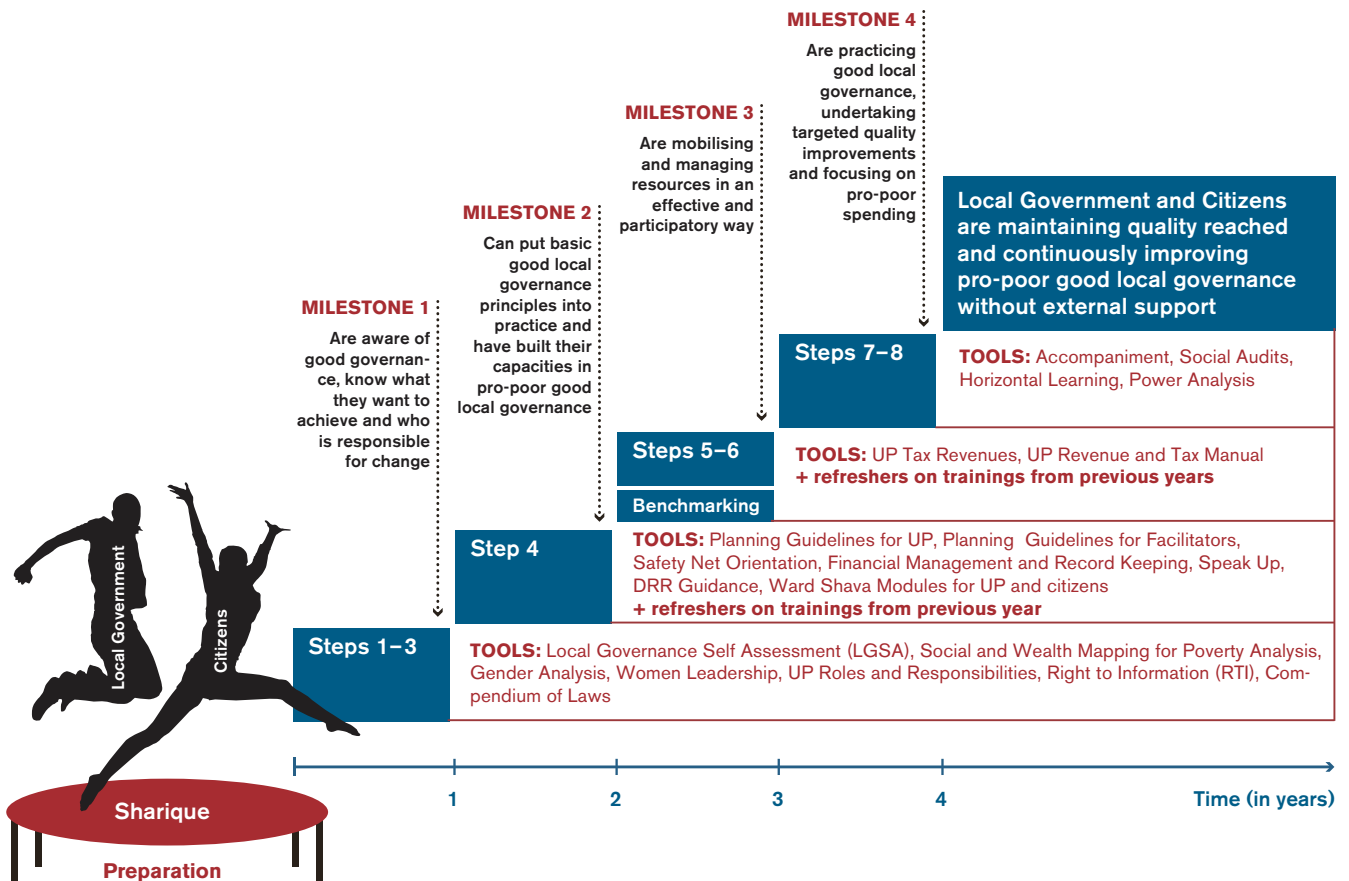 MILESTONE 4
Are practicing
good local
governance,
undertaking
targeted quality
improvements
and focusing on
pro-poor
spending
MILESTONE 3
Are mobilising
and managing
resources in an
effective and
participatory way
MILESTONE 2
Can put basic
good local
governance
principles into
practice and
have built their
capacities in
pro-poor good
local governance
MILESTONE 1
Are aware of
good governan-
ce, know what
they want to
achieve and who
is responsible
for change
Local Government and Citizens
are maintaining quality reached
and continuously improving
pro-poor good local governance
without external support
Steps 7–8
TOOLS: Accompaniment, Social Audits,
Horizontal Learning, Power Analysis
Steps 5–6
Benchmarking
TOOLS: UP Tax Revenues, UP Revenue and Tax Manual
+ refreshers on trainings from previous years
Step 4
TOOLS: Planning Guidelines for UP, Planning Guidelines for Facilitators,
Safety Net Orientation, Financial Management and Record Keeping, Speak Up,
DRR Guidance, Ward Shava Modules for UP and citizens
+ refreshers on trainings from previous year
Steps 1–3
TOOLS: Local Governance Self Assessment (LGSA), Social and Wealth Mapping for Poverty Analysis,
Gender Analysis, Women Leadership, UP Roles and Responsibilities, Right to Information (RTI), Com-
pendium of Laws
Local Government
Citizens
1 2 3 4 Time (in years)
Sharique
Preparation